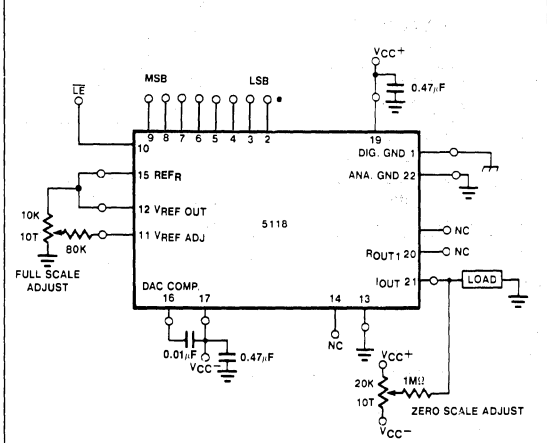 VCC+
MSB LSB
LE
0.47µF
9 8 7 6 5 4 3 2 19
10 DIG. GND 1
15 REFR ANA. GND 22
12 VREF OUT
10K
10T
11 VREF ADJ
80K
5118
NC
ROUT1 20 NC
FULL SCALE
ADJUST
IOUT 21 LOAD
DAC COMP.
16 17 14 13
0.01µF
VCC−
0.47µF
NC
VCC+
20K
10T
1MΩ
ZERO SCALE ADJUST
VCC−